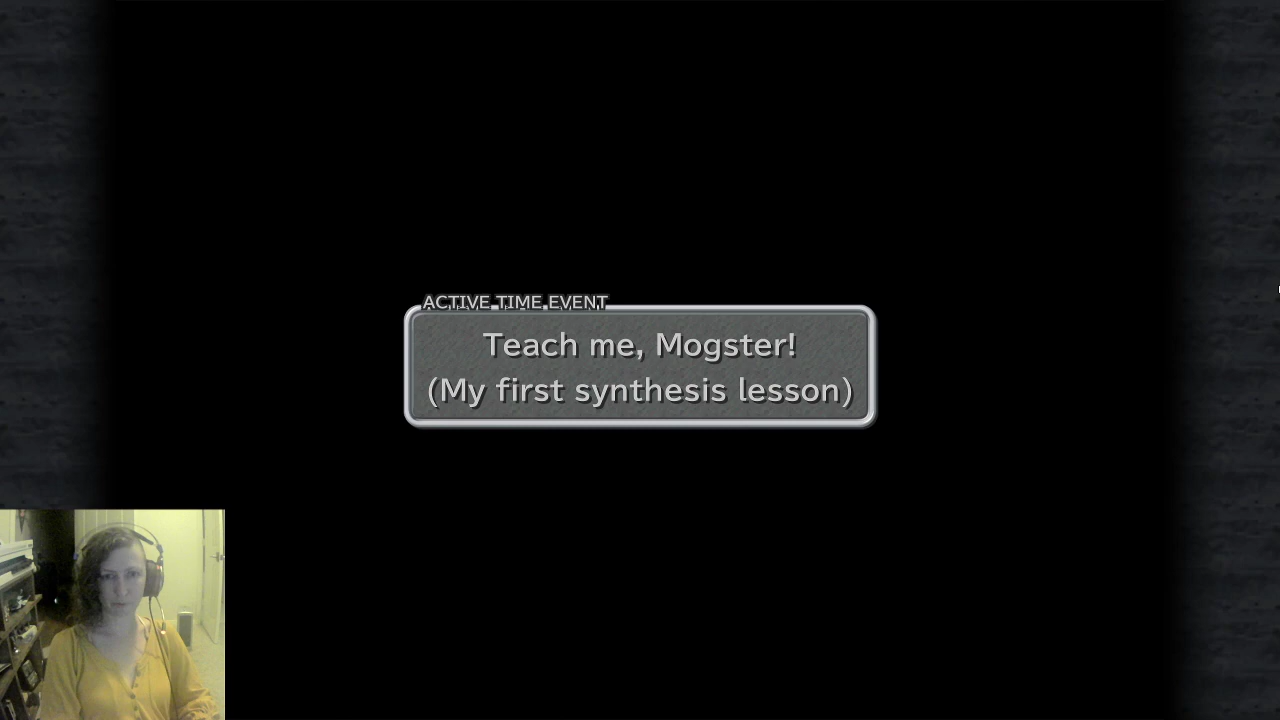 ACTIVE TIME EVENT
Teach me, Mogster!
(My first synthesis lesson)